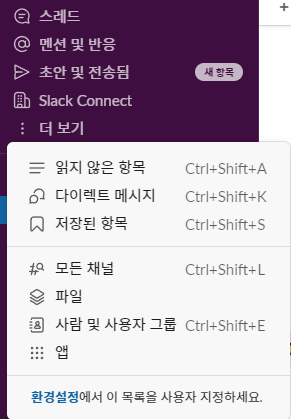 스레드
멘션 및 반응
초안 및 전송됨 새 항목
Slack Connect
더 보기
읽지 않은 항목 Ctrl+Shift+A
다이렉트 메시지 Ctrl+Shift+K
저장된 항목 Ctrl+Shift+S
모든 채널 Ctrl+Shift+L
파일
사람 및 사용자 그룹 Ctrl+Shift+E
앱
환경설정에서 이 목록을 사용자 지정하세요.